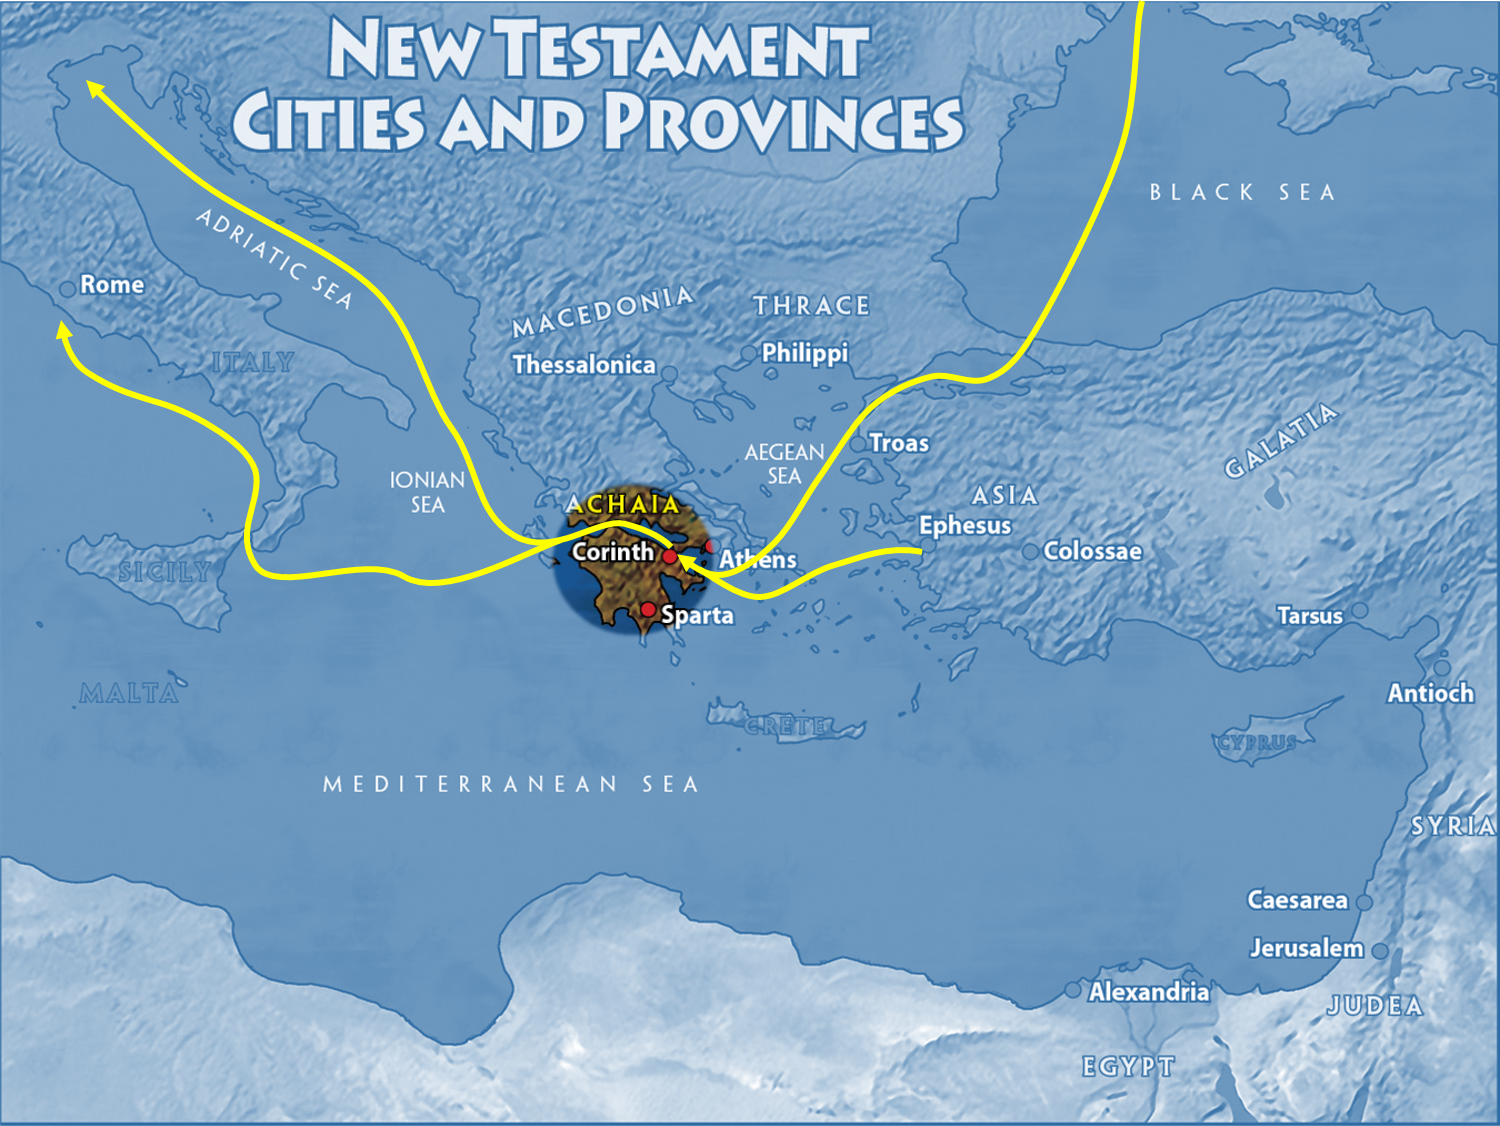 NEW TESTAMENT
CITIES AND PROVINCES
BLACK SEA
ADRIATIC SEA
Rome
MACEDONIA
THRACE
ITALY
Thessalonica
Philippi
GALATIA
Troas
AEGEAN
SEA
IONIAN
SEA
ASIA
ACHAIA
Ephesus
Corinth
Athens
Colossae
SICILY
Sparta
Tarsus
MALTA
Antioch
CRETE
CYPRUS
MEDITERRANEAN SEA
SYRIA
Caesarea
Jerusalem
Alexandria
JUDEA
EGYPT